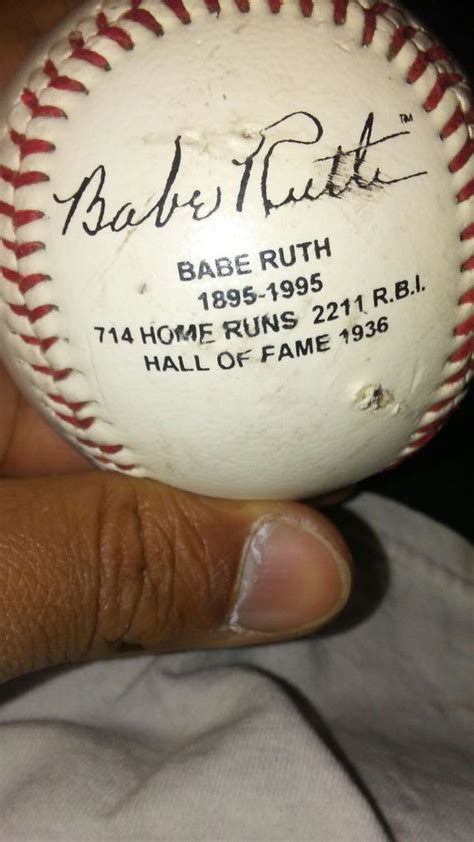 Babe Ruth ™
BABE RUTH
1895-1995
714 HOME RUNS 2211 R.B.I.
HALL OF FAME 1936